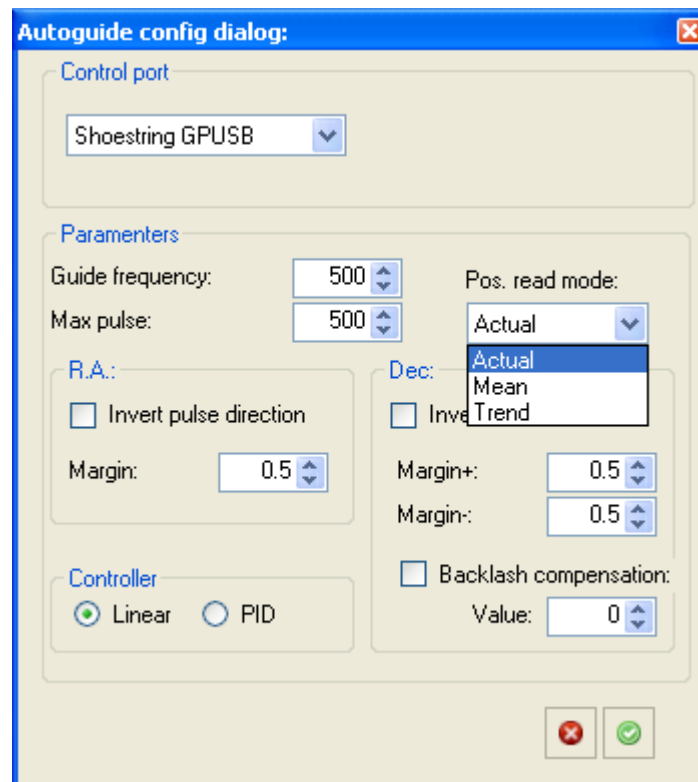 Autoguide config dialog:
Control port
Shoestring GPUSB
Paramenters
Guide frequency: 500
Max pulse: 500
Pos. read mode:
Actual
Actual
Mean
Trend
R.A.:
Invert pulse direction
Margin: 0.5
Controller
Linear PID
Dec:
Margin+: 0.5
Margin-: 0.5
Backlash compensation:
Value: 0